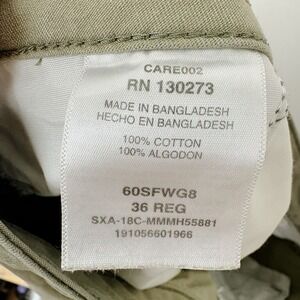 CARE002
RN 130273
MADE IN BANGLADESH
HECHO EN BANGLADESH
100% COTTON
100% ALGODON
60SFWG8
36 REG
SXA-18C-MMMH55881
191056601966